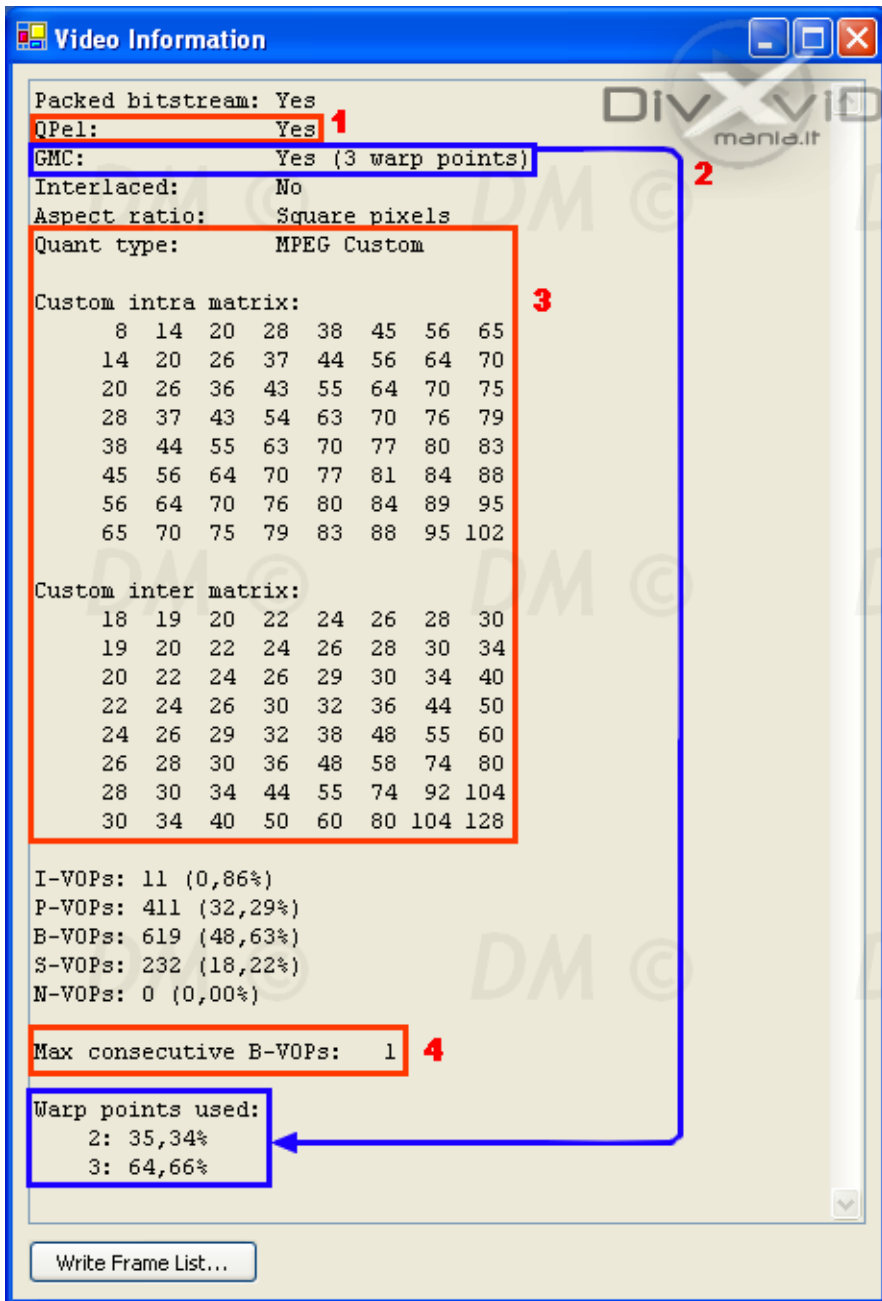 Video Information
DivXviD
mania.it
Packed bitstream: Yes
QPel: Yes 1
GMC: Yes (3 warp points)
2
Interlaced: No
Aspect ratio: Square pixels
DM © DM ©
Quant type: MPEG Custom
3
Custom intra matrix:
8 14 20 28 38 45 56 65
14 20 26 37 44 56 64 70
20 26 36 43 55 64 70 75
28 37 43 54 63 70 76 79
38 44 55 63 70 77 80 83
45 56 64 70 77 81 84 88
56 64 70 76 80 84 89 95
65 70 75 79 83 88 95 102
DM © DM ©
Custom inter matrix:
18 19 20 22 24 26 28 30
19 20 22 24 26 28 30 34
20 22 24 26 29 30 34 40
22 24 26 30 32 36 44 50
24 26 29 32 38 48 55 60
26 28 30 36 48 58 74 80
28 30 34 44 55 74 92 104
30 34 40 50 60 80 104 128
I-VOPs: 11 (0,86%)
P-VOPs: 411 (32,29%)
B-VOPs: 619 (48,63%)
S-VOPs: 232 (18,22%)
DM © DM ©
N-VOPs: 0 (0,00%)
Max consecutive B-VOPs: 1 4
Warp points used:
2: 35,34%
3: 64,66%
Write Frame List...